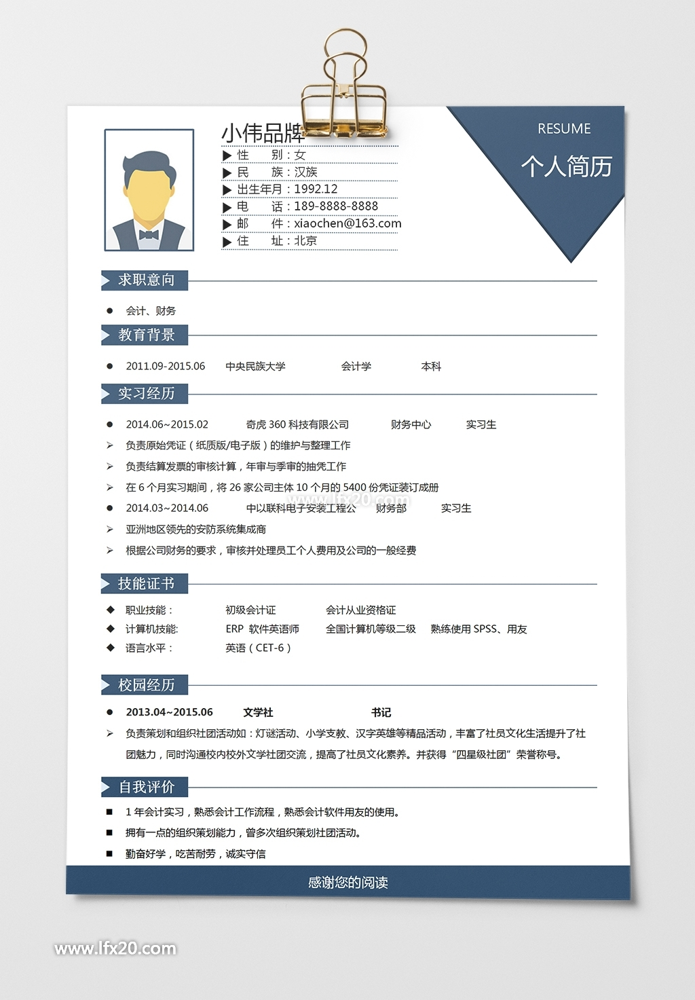 RESUME
个人简历
小伟品牌
性 别：女
民 族：汉族
出生年月：1992.12
电 话：189-8888-8888
邮 件：xiaochen@163.com
住 址：北京
求职意向
会计、财务
教育背景
2011.09-2015.06 中央民族大学 会计学 本科
实习经历
2014.06~2015.02 奇虎 360 科技有限公司 财务中心 实习生
负责原始凭证（纸质版/电子版）的维护与整理工作
负责结算发票的审核计算，年审与季审的抽凭工作
在 6 个月实习期间，将 26 家公司主体 10 个月的 5400 份凭证装订成册
www.lfx20.com
2014.03~2014.06 中以联科电子安装工程公 财务部 实习生
亚洲地区领先的安防系统集成商
根据公司财务的要求，审核并处理员工个人费用及公司的一般经费
技能证书
职业技能： 初级会计证 会计从业资格证
计算机技能: ERP 软件英语师 全国计算机等级二级 熟练使用 SPSS、用友
语言水平： 英语（CET-6）
校园经历
2013.04~2015.06 文学社 书记
负责策划和组织社团活动如：灯谜活动、小学支教、汉字英雄等精品活动，丰富了社员文化生活提升了社
团魅力，同时沟通校内校外文学社团交流，提高了社员文化素养。并获得“四星级社团”荣誉称号。
自我评价
1 年会计实习，熟悉会计工作流程，熟悉会计软件用友的使用。
拥有一点的组织策划能力，曾多次组织策划社团活动。
勤奋好学，吃苦耐劳，诚实守信
感谢您的阅读
www.lfx20.com